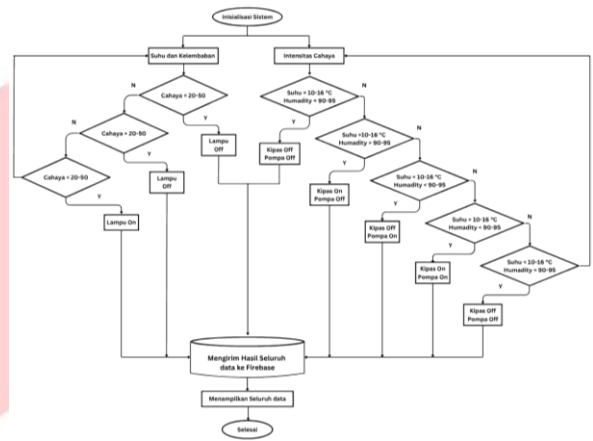 Inisialisasi Sistem
Suhu dan Kelembaban
Intensitas Cahaya
N
Cahaya = 20-50
Y
Lampu
Off
N
Cahaya = 20-50
Y
Lampu
Off
Cahaya = 20-50
Y
Lampu On
Suhu = 10-16 °C
Humadity = 90-95
N
Y
Kipas Off
Pompa Off
Suhu =10-16 °C
Humadity = 90-95
N
Y
Kipas On
Pompa Off
Suhu = 10-16 °C
Humadity = 90-95
N
Y
Kipas Off
Pompa On
Suhu = 10-16 °C
Humadity = 90-95
N
Y
Kipas On
Pompa On
Suhu = 10-16 °C
Humadity = 90-95
Y
Kipas Off
Pompa Off
Mengirim Hasil Seluruh
data ke Firebase
Menampilkan Seluruh data
Selesai